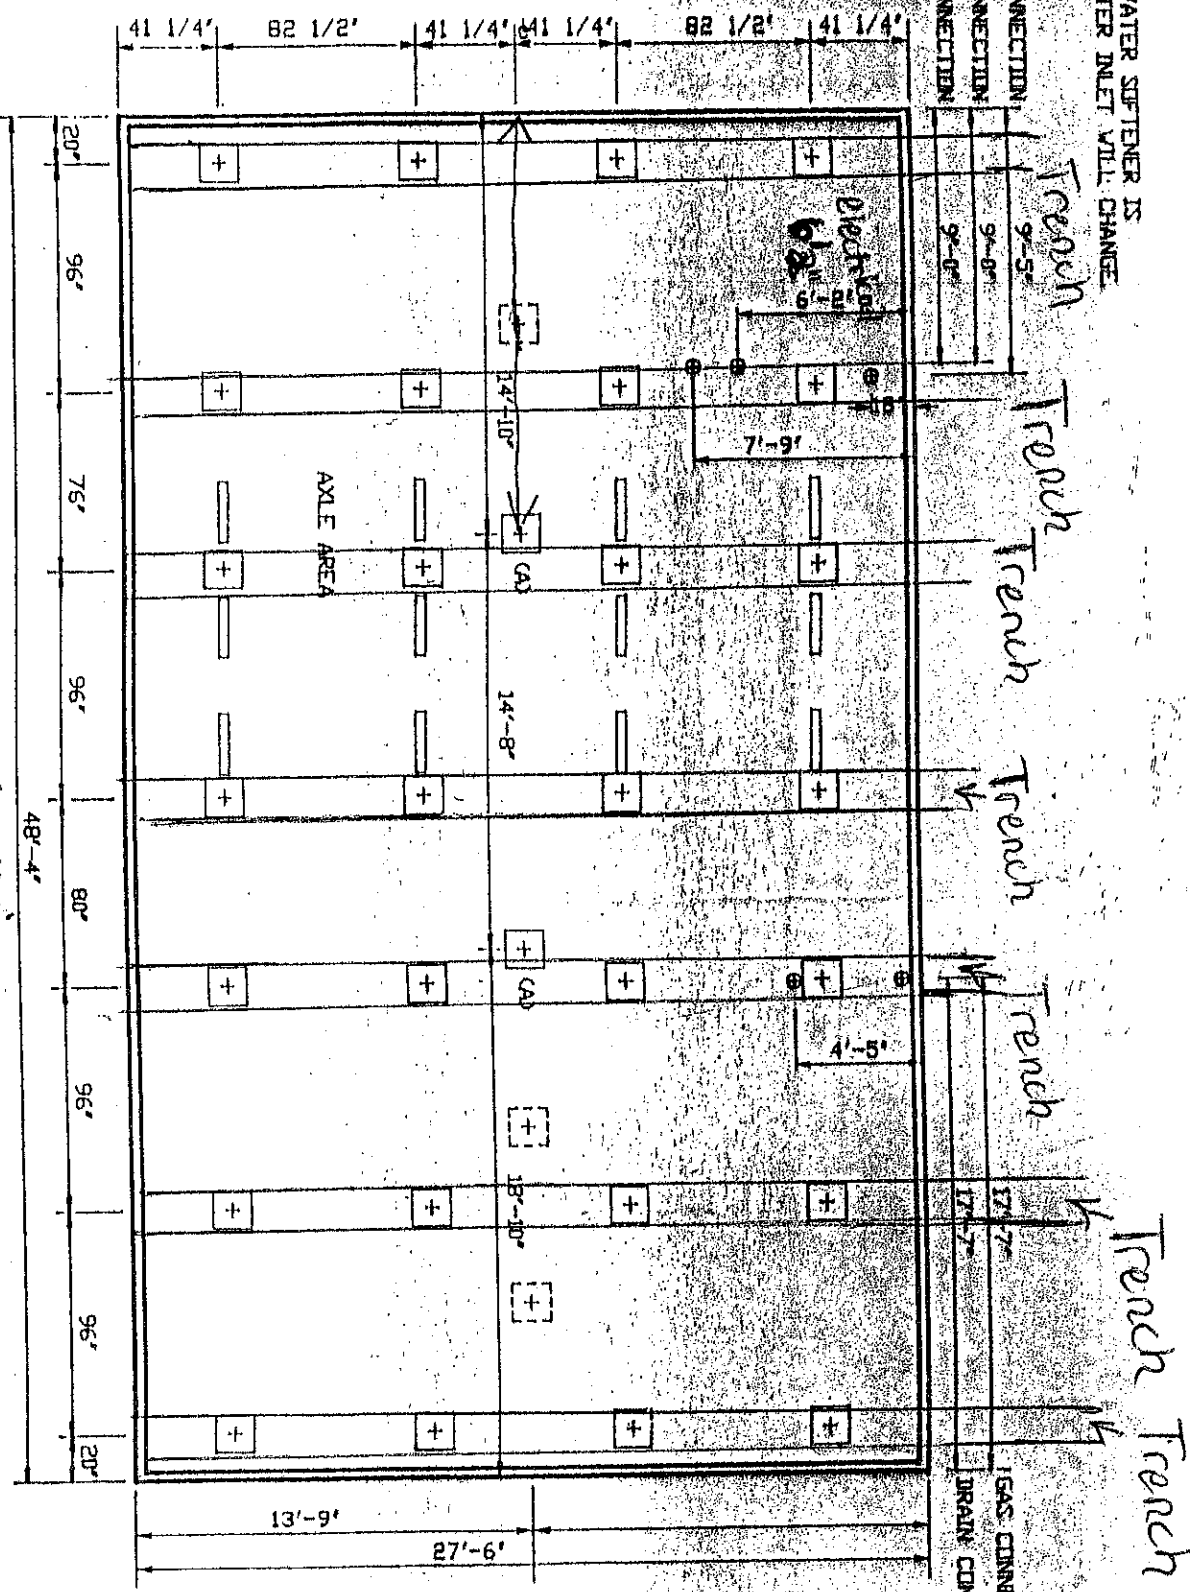 WATER SOFTENER IS
TER INLET WILL CHANGE
NNECTION
NNECTION
NNECTION
9'-5"
9'-0"
9'-0"
Trench
Trench
Trench
Trench
Trench
Trench
Trench
41 1/4"
82 1/2"
41 1/4"
41 1/4"
82 1/2"
41 1/4"
electrical
6'-2"
7'-9"
18"
14'-10"
14'-8"
18'-10"
(A)
(A)
AXLE AREA
4'-5"
17'-7"
17'-7"
GAS CONN
DRAIN CON
20"
96"
76"
96"
80"
96"
96"
20"
48'-4"
13'-9"
27'-6"